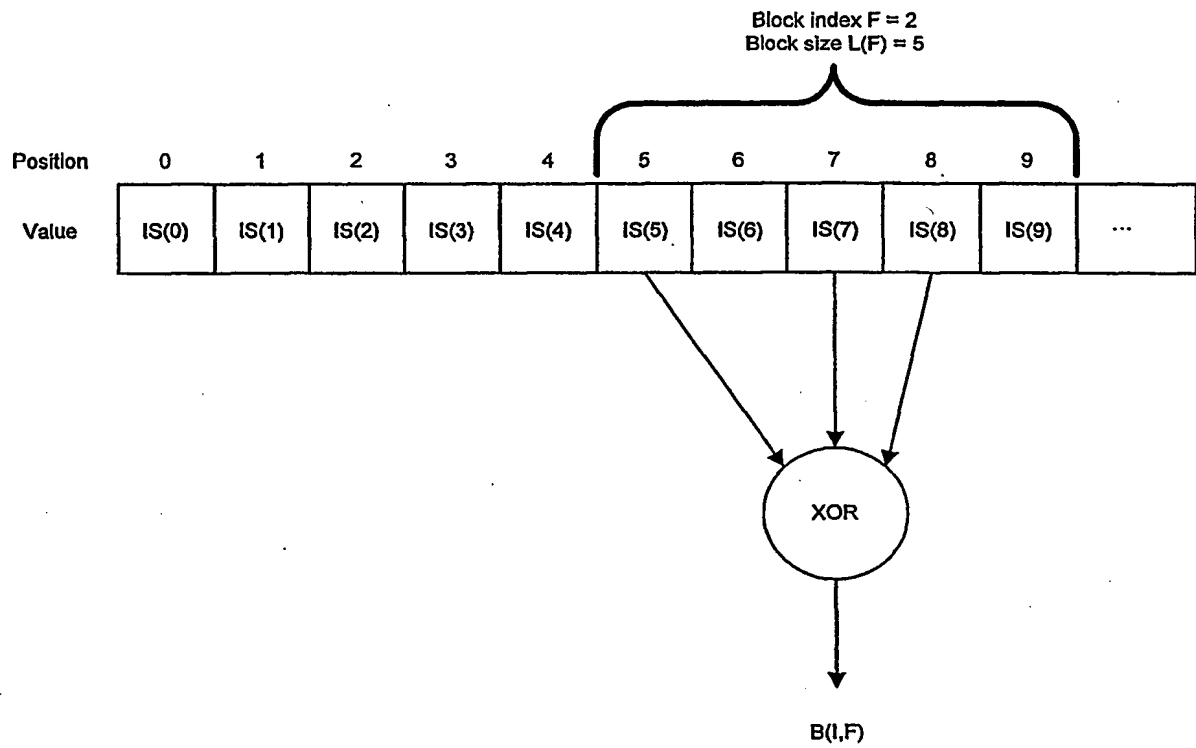 Block index F = 2
Block size L(F) = 5
Position 0 1 2 3 4 5 6 7 8 9
Value IS(0) IS(1) IS(2) IS(3) IS(4) IS(5) IS(6) IS(7) IS(8) IS(9) ...
XOR
B(I,F)